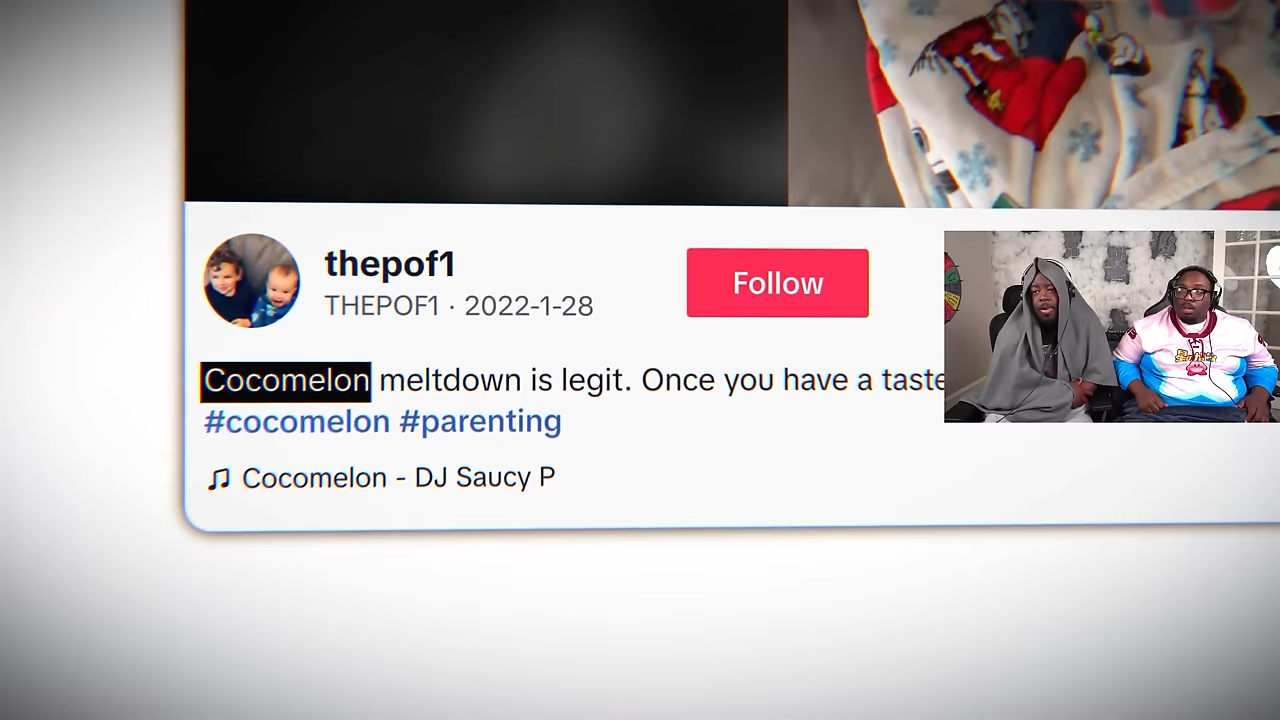 thepof1
THEPOF1 · 2022-1-28
Follow
Cocomelon meltdown is legit. Once you have a taste
#cocomelon #parenting
Cocomelon - DJ Saucy P